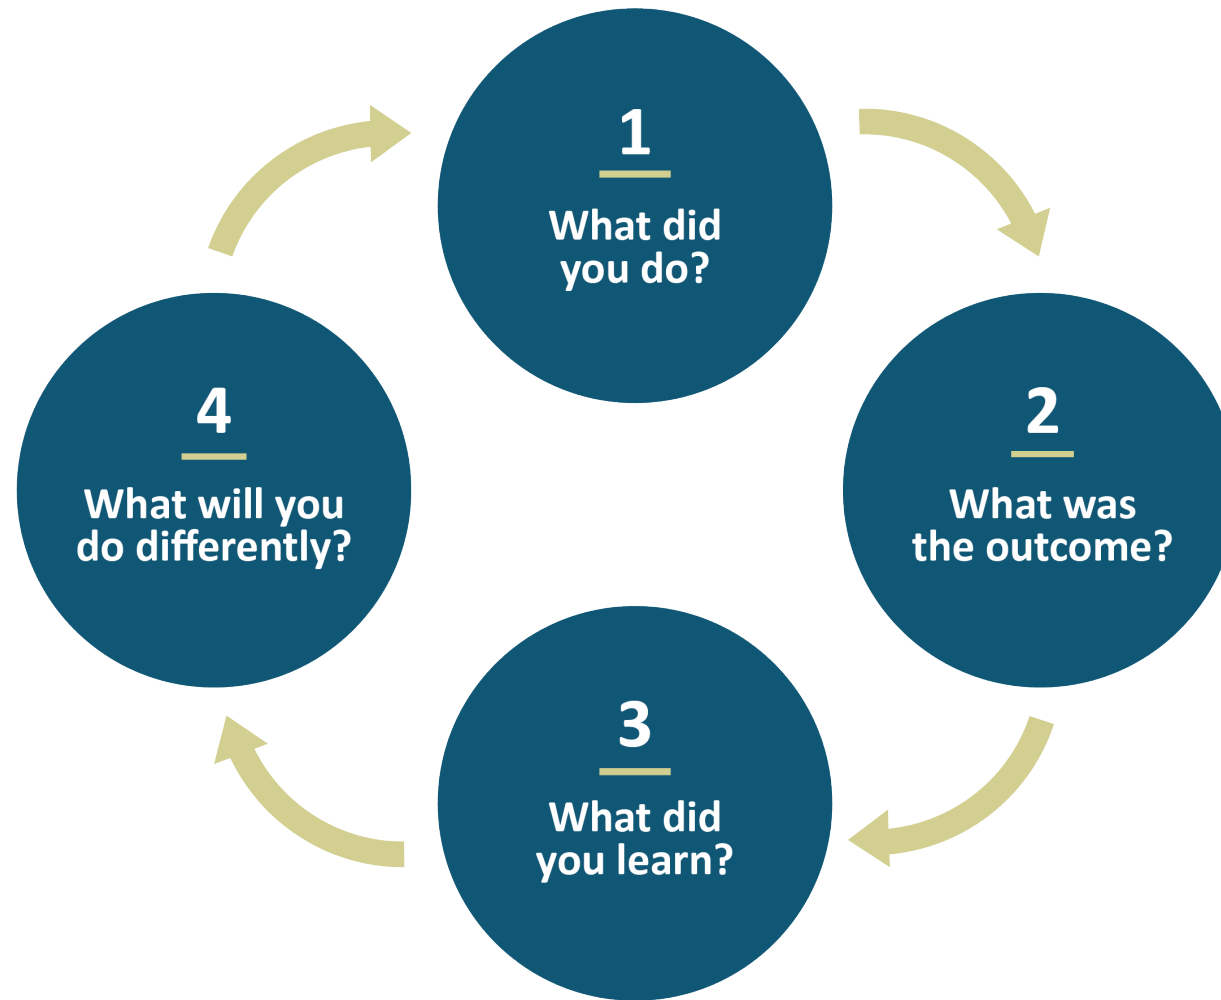 1
What did
you do?
2
What was
the outcome?
3
What did
you learn?
4
What will you
do differently?